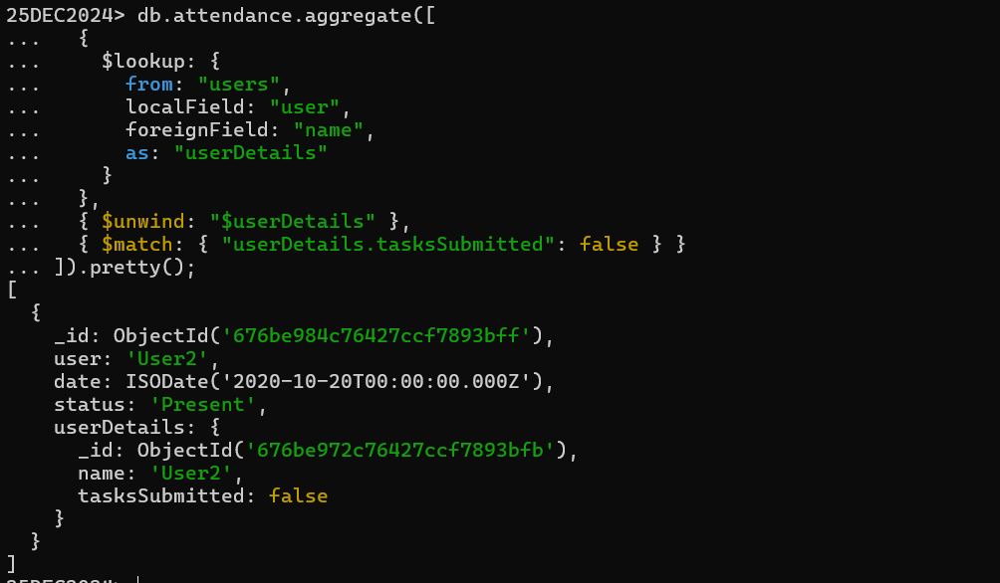 25DEC2024> db.attendance.aggregate([
...   {
...     $lookup: {
...       from: "users",
...       localField: "user",
...       foreignField: "name",
...       as: "userDetails"
...     }
...   },
...   { $unwind: "$userDetails" },
...   { $match: { "userDetails.tasksSubmitted": false } }
... ]).pretty();
[
  {
    _id: ObjectId('676be984c76427ccf7893bff'),
    user: 'User2',
    date: ISODate('2020-10-20T00:00:00.000Z'),
    status: 'Present',
    userDetails: {
      _id: ObjectId('676be972c76427ccf7893bfb'),
      name: 'User2',
      tasksSubmitted: false
    }
  }
]
25DEC2024>